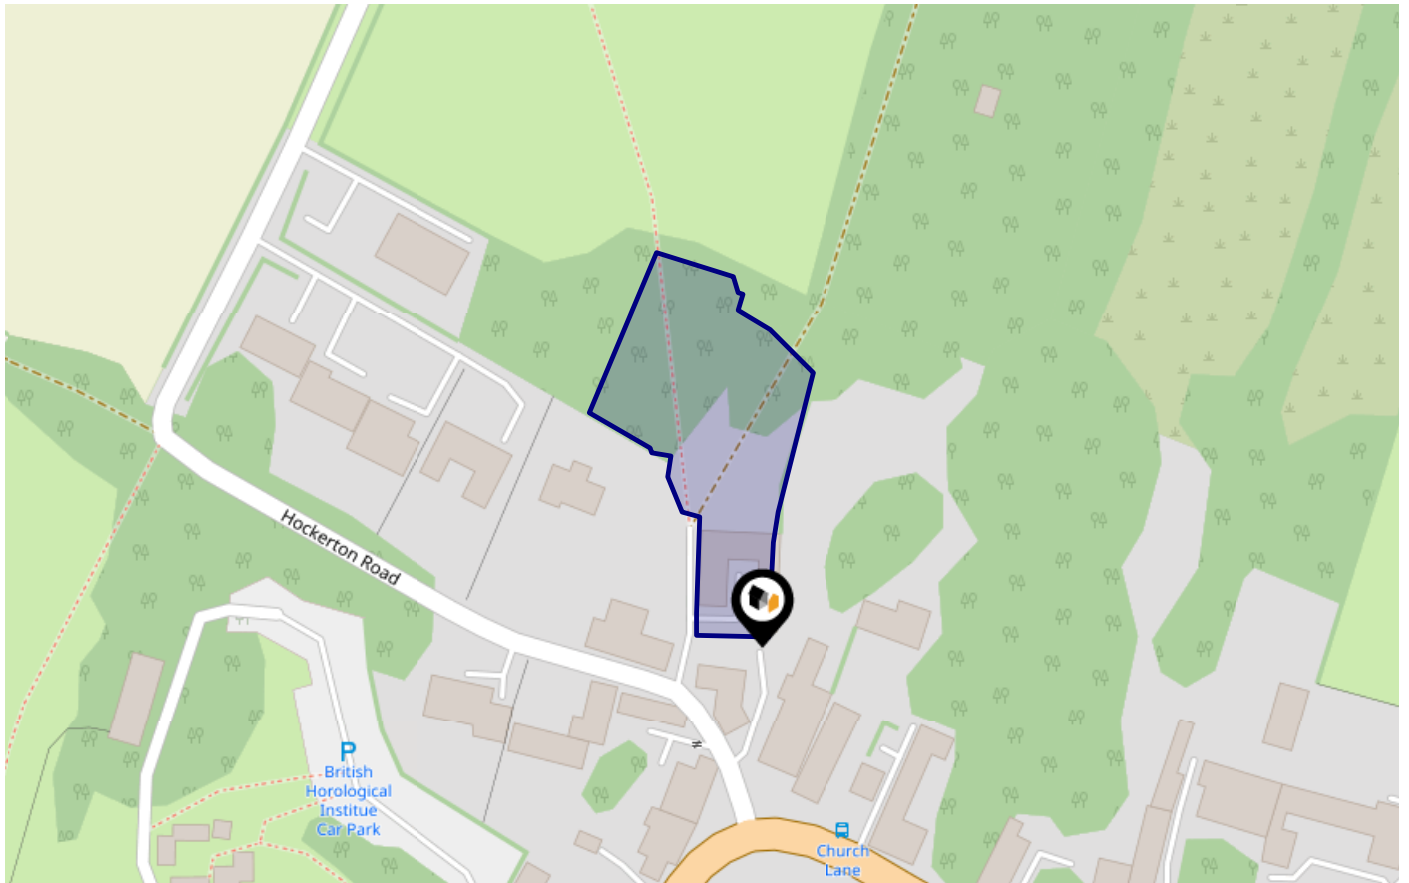 Hockerton Road
P
British
Horological
Institue
Car Park
Church
Lane